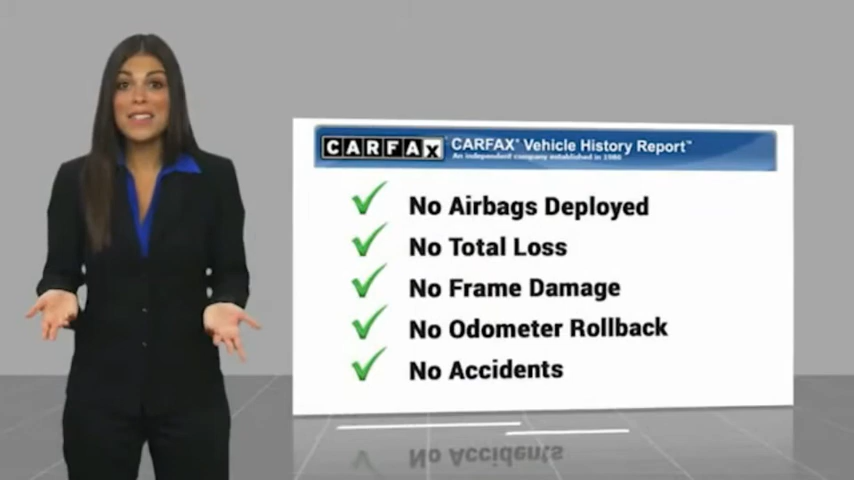 CARFAX
CARFAX® Vehicle History Report™
An independent company established in 1986
No Airbags Deployed
No Total Loss
No Frame Damage
No Odometer Rollback
No Accidents
No Accidents